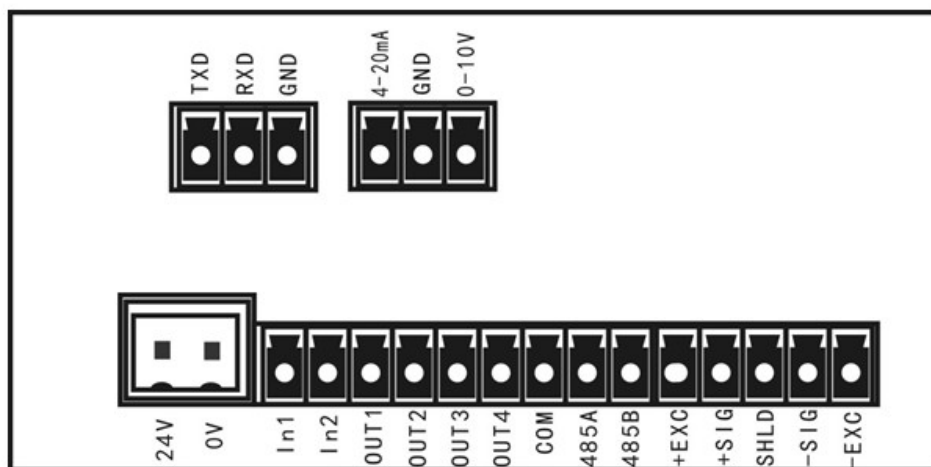 TXD
RXD
GND
4-20mA
GND
0-10V
24V
0V
In1
In2
OUT1
OUT2
OUT3
OUT4
COM
485A
485B
+EXC
+SIG
SHLD
-SIG
-EXC